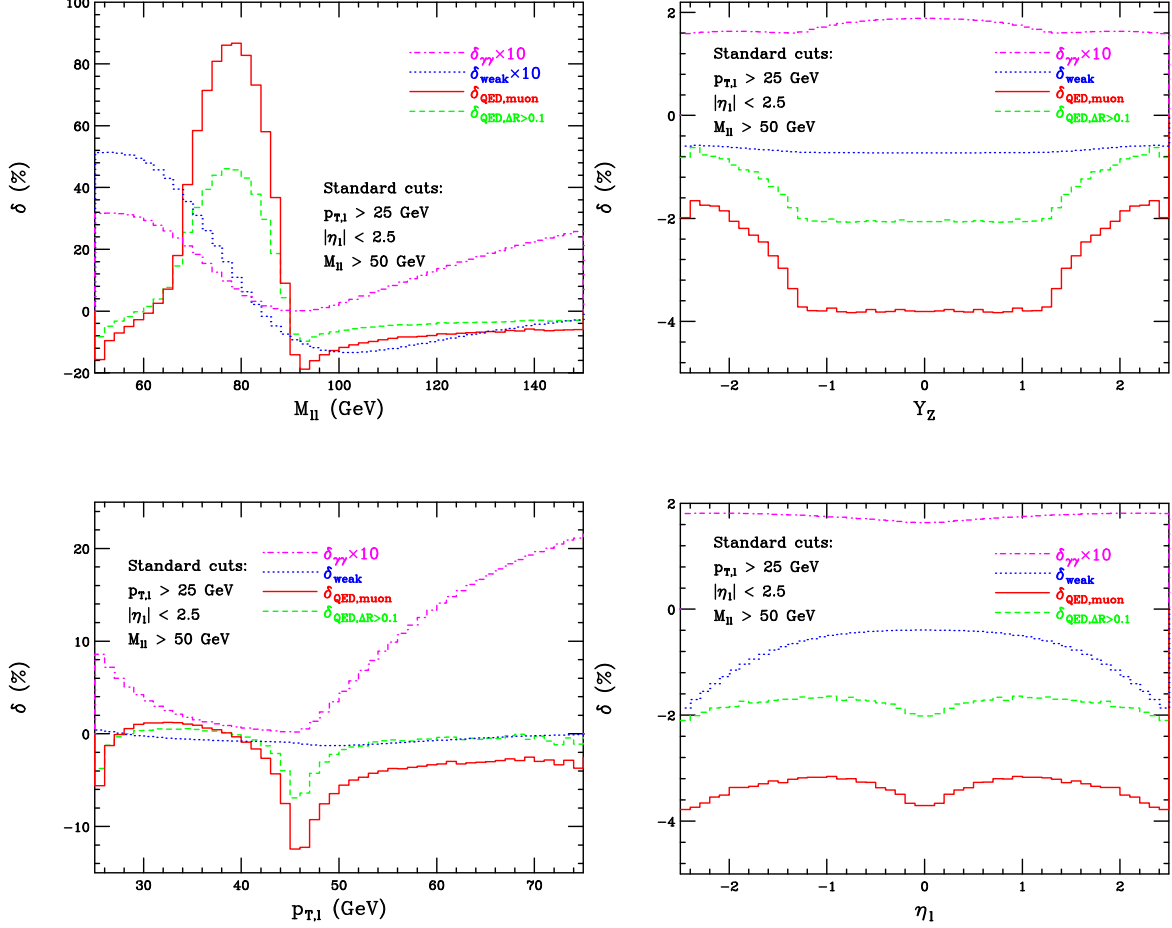 100
80
60
40
20
0
−20
δ (%)
δγγ×10
δweak×10
δQED,muon
δQED,ΔR>0.1
Standard cuts:
pT,l > 25 GeV
|ηl| < 2.5
Mll > 50 GeV
60 80 100 120 140
Mll (GeV)
2
0
−2
−4
δ (%)
Standard cuts:
pT,l > 25 GeV
|ηl| < 2.5
Mll > 50 GeV
δγγ×10
δweak
δQED,muon
δQED,ΔR>0.1
−2 −1 0 1 2
YZ
20
10
0
−10
δ (%)
Standard cuts:
pT,l > 25 GeV
|ηl| < 2.5
Mll > 50 GeV
δγγ×10
δweak
δQED,muon
δQED,ΔR>0.1
30 40 50 60 70
pT,l (GeV)
2
0
−2
−4
δ (%)
Standard cuts:
pT,l > 25 GeV
|ηl| < 2.5
Mll > 50 GeV
δγγ×10
δweak
δQED,muon
δQED,ΔR>0.1
−2 −1 0 1 2
ηl